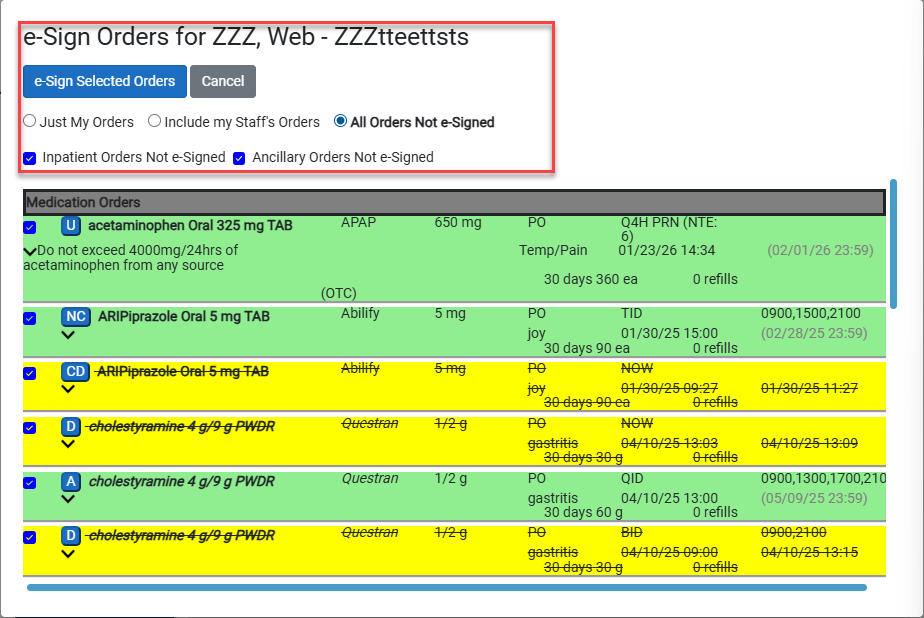 e-Sign Orders for ZZZ, Web - ZZZtteettsts
e-Sign Selected Orders Cancel
Just My Orders Include my Staff's Orders All Orders Not e-Signed
Inpatient Orders Not e-Signed Ancillary Orders Not e-Signed
Medication Orders
U acetaminophen Oral 325 mg TAB APAP 650 mg PO Q4H PRN (NTE:
6)
Do not exceed 4000mg/24hrs of Temp/Pain 01/23/26 14:34 (02/01/26 23:59)
acetaminophen from any source
30 days 360 ea 0 refills
(OTC)
NC ARIPiprazole Oral 5 mg TAB Abilify 5 mg PO TID 0900,1500,2100
joy 01/30/25 15:00 (02/28/25 23:59)
30 days 90 ea 0 refills
CD ARIPiprazole Oral 5 mg TAB Abilify 5 mg PO NOW
joy 01/30/25 09:27 01/30/25 11:27
30 days 90 ea 0 refills
D cholestyramine 4 g/9 g PWDR Questran 1/2 g PO NOW
gastritis 04/10/25 13:03 04/10/25 13:09
30 days 30 g 0 refills
A cholestyramine 4 g/9 g PWDR Questran 1/2 g PO QID 0900,1300,1700,210
gastritis 04/10/25 13:00 (05/09/25 23:59)
30 days 60 g 0 refills
D cholestyramine 4 g/9 g PWDR Questran 1/2 g PO BID 0900,2100
gastritis 04/10/25 09:00 04/10/25 13:15
30 days 30 g 0 refills